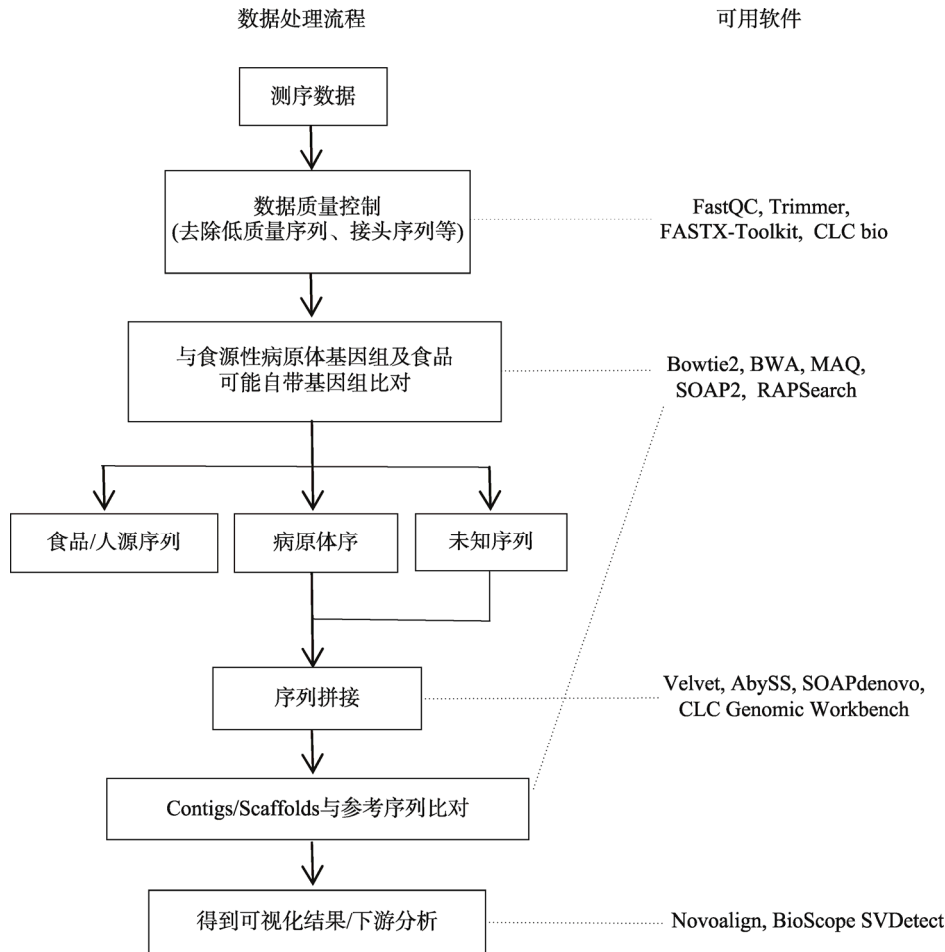 数据处理流程
可用软件
测序数据
数据质量控制
(去除低质量序列、接头序列等)
FastQC, Trimmer,
FASTX-Toolkit, CLC bio
与食源性病原体基因组及食品
可能自带基因组比对
Bowtie2, BWA, MAQ,
SOAP2, RAPSearch
食品/人源序列
病原体序
未知序列
序列拼接
Velvet, AbySS, SOAPdenovo,
CLC Genomic Workbench
Contigs/Scaffolds与参考序列比对
得到可视化结果/下游分析
Novoalign, BioScope SVDetect